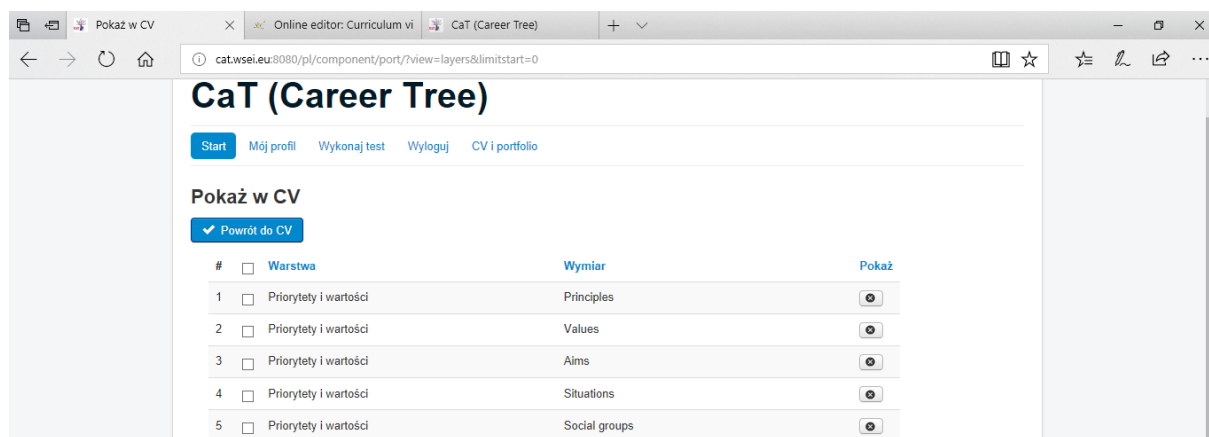 Pokaż w CV Online editor: Curriculum vi CaT (Career Tree)
cat.wsei.eu:8080/pl/component/port/?view=layers&limitstart=0
CaT (Career Tree)
Start Mój profil Wykonaj test Wyloguj CV i portfolio
Pokaż w CV
Powrót do CV
# Warstwa Wymiar Pokaż
1 Priorytety i wartości Principles
2 Priorytety i wartości Values
3 Priorytety i wartości Aims
4 Priorytety i wartości Situations
5 Priorytety i wartości Social groups